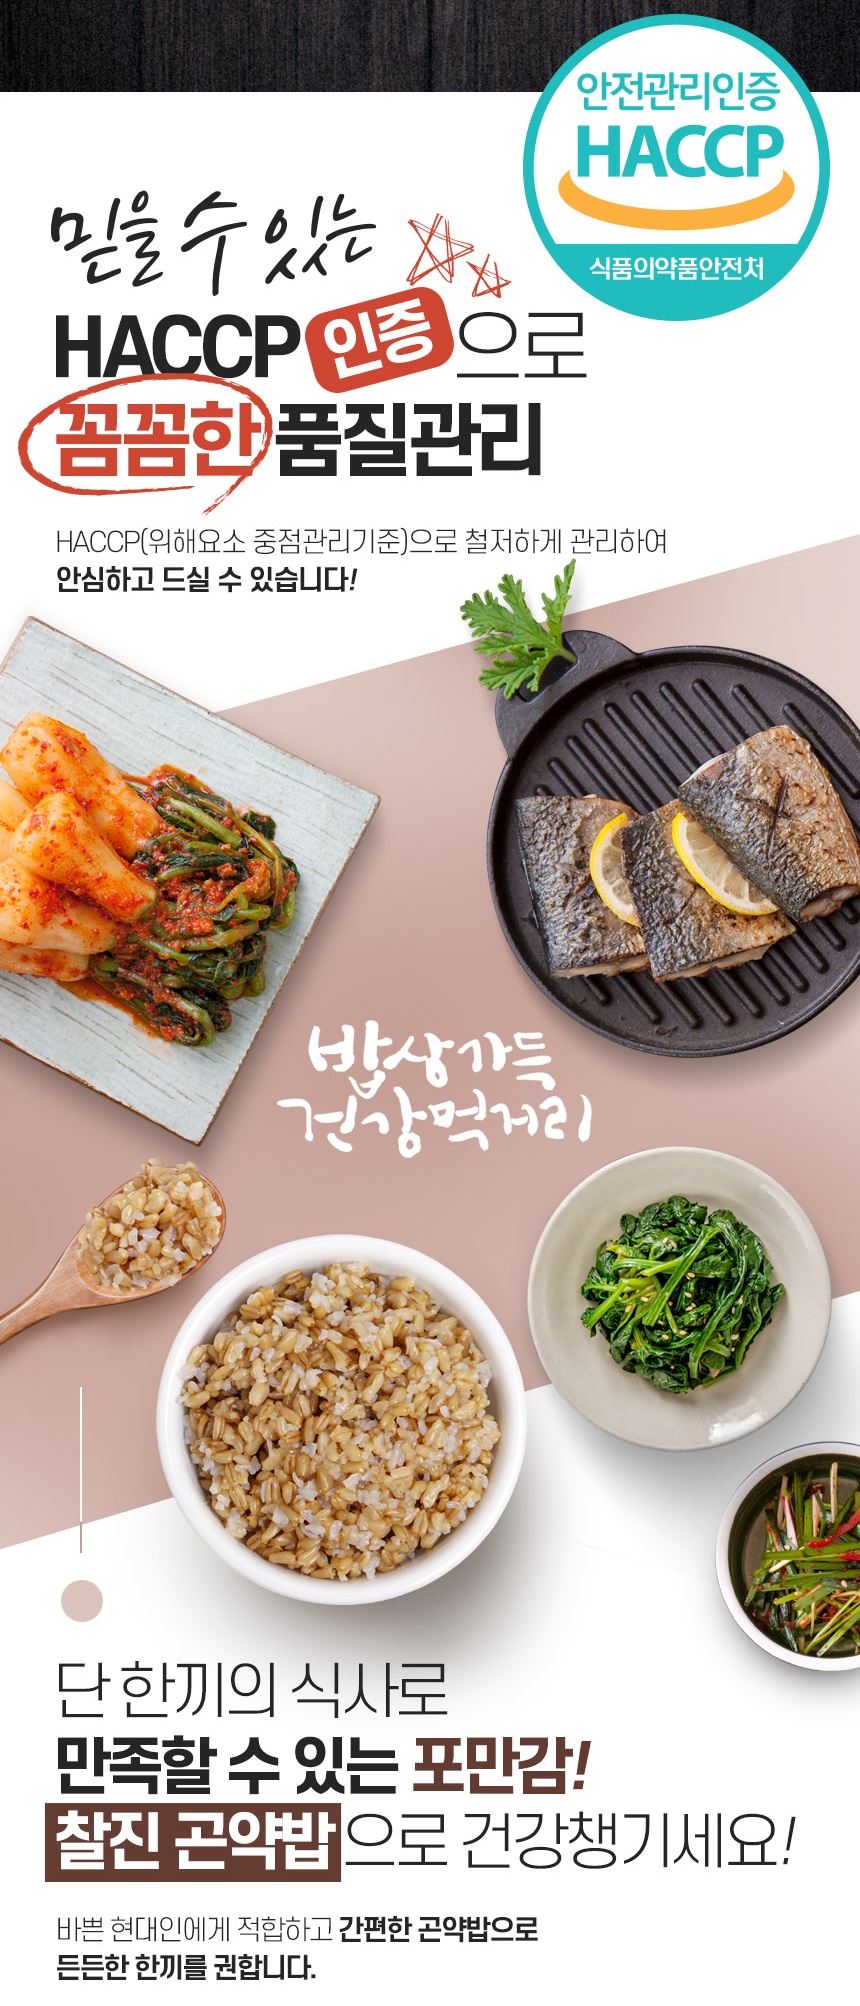 안전관리인증
HACCP
식품의약품안전처
믿을 수 있는
HACCP 인증으로
꼼꼼한 품질관리
HACCP(위해요소 중점관리기준)으로 철저하게 관리하여
안심하고 드실 수 있습니다!
밥상가득
건강먹거리
단 한끼의 식사로
만족할 수 있는 포만감!
찰진 곤약밥으로 건강챙기세요!
바쁜 현대인에게 적합하고 간편한 곤약밥으로
든든한 한끼를 권합니다.